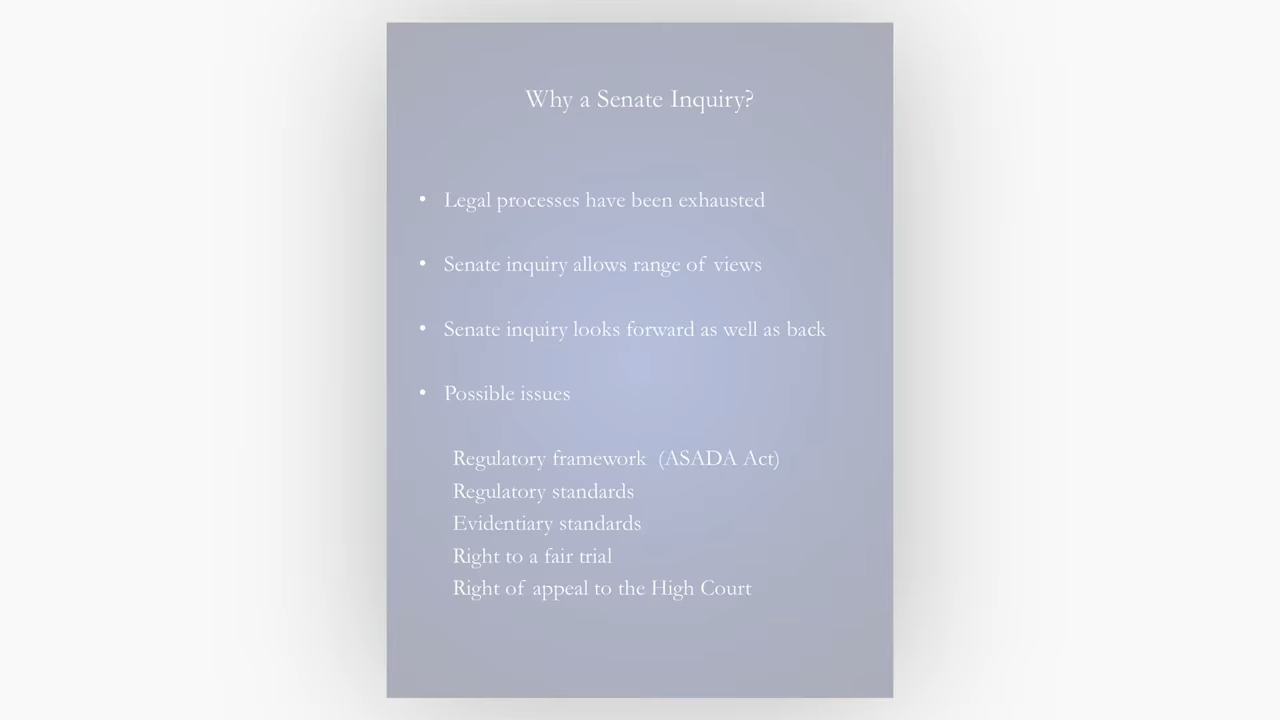 Why a Senate Inquiry?
• Legal processes have been exhausted
• Senate inquiry allows range of views
• Senate inquiry looks forward as well as back
• Possible issues
Regulatory framework (ASADA Act)
Regulatory standards
Evidentiary standards
Right to a fair trial
Right of appeal to the High Court